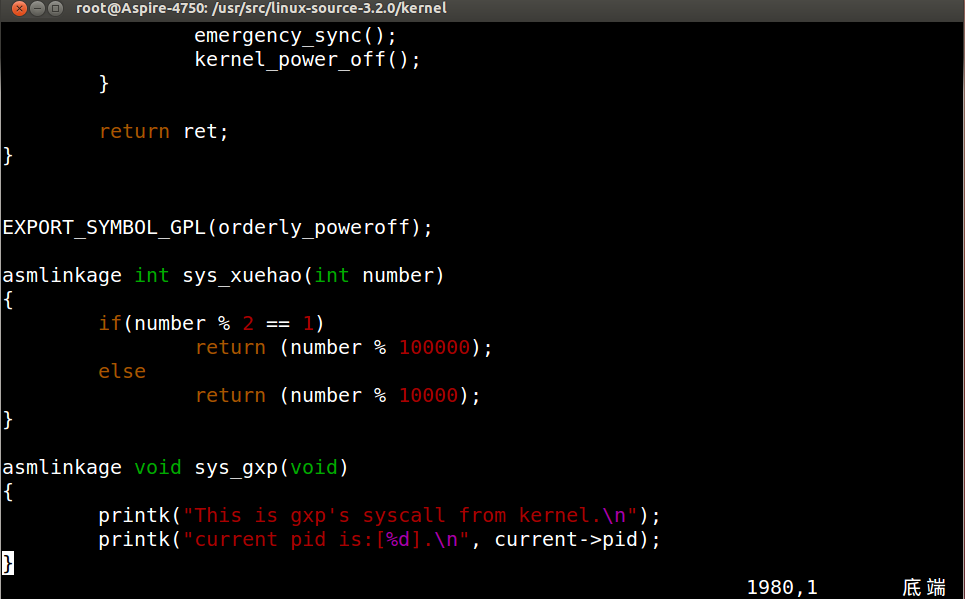 root@Aspire-4750: /usr/src/linux-source-3.2.0/kernel
                emergency_sync();
                kernel_power_off();
        }

        return ret;
}


EXPORT_SYMBOL_GPL(orderly_poweroff);

asmlinkage int sys_xuehao(int number)
{
        if(number % 2 == 1)
                return (number % 100000);
        else
                return (number % 10000);
}

asmlinkage void sys_gxp(void)
{
        printk("This is gxp's syscall from kernel.\n");
        printk("current pid is:[%d].\n", current->pid);
}
1980,1 底端